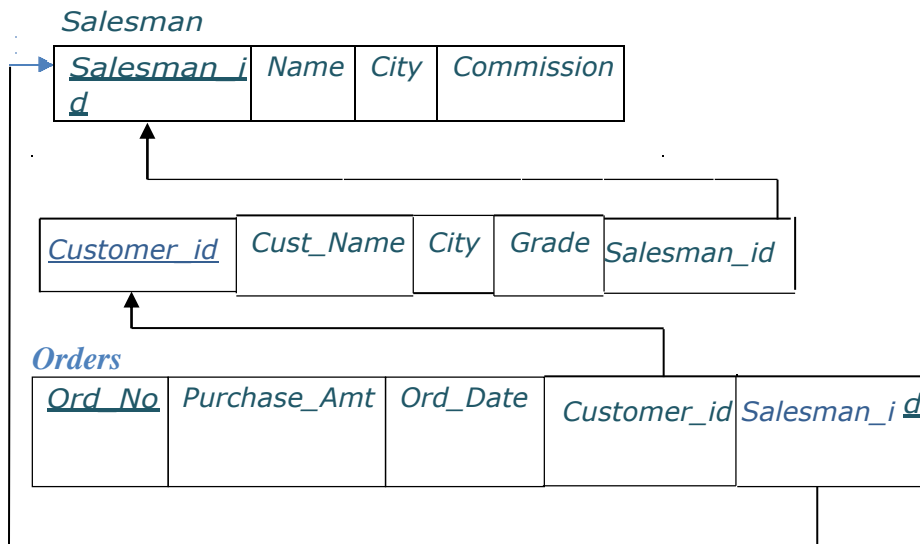 Salesman
Salesman_i Name City Commission
d
Customer_id Cust_Name City Grade Salesman_id
Orders
Ord_No Purchase_Amt Ord_Date Customer_id Salesman_i d